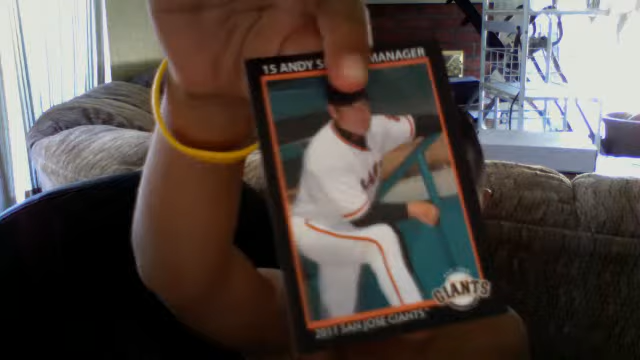 15 ANDY S MANAGER
GIANTS
2011 SAN JOSE GIANTS